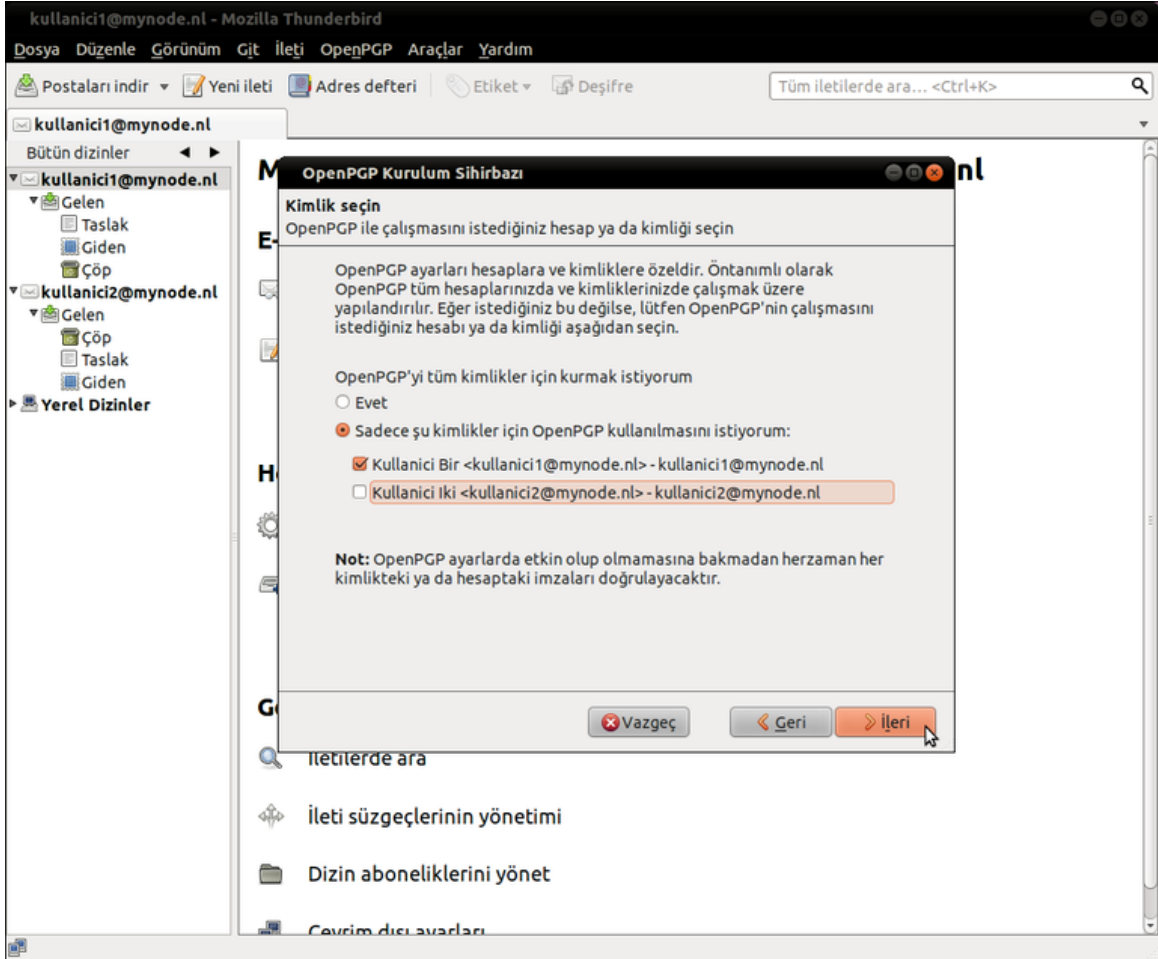 kullanici1@mynode.nl - Mozilla Thunderbird
Dosya Düzenle Görünüm Git İleti OpenPGP Araçlar Yardım
Postaları indir Yeni ileti Adres defteri Etiket Deşifre Tüm iletilerde ara... <Ctrl+K>
kullanici1@mynode.nl
Bütün dizinler
kullanici1@mynode.nl
Gelen
Taslak
Giden
Çöp
kullanici2@mynode.nl
Gelen
Çöp
Taslak
Giden
Yerel Dizinler
M nl
E-
OpenPGP Kurulum Sihirbazı
Kimlik seçin
OpenPGP ile çalışmasını istediğiniz hesap ya da kimliği seçin
OpenPGP ayarları hesaplara ve kimliklere özeldir. Öntanımlı olarak
OpenPGP tüm hesaplarınızda ve kimliklerinizde çalışmak üzere
yapılandırılır. Eğer istediğiniz bu değilse, lütfen OpenPGP'nin çalışmasını
istediğiniz hesabı ya da kimliği aşağıdan seçin.
OpenPGP'yi tüm kimlikler için kurmak istiyorum
Evet
Sadece şu kimlikler için OpenPGP kullanılmasını istiyorum:
Kullanici Bir <kullanici1@mynode.nl> - kullanici1@mynode.nl
Kullanici Iki <kullanici2@mynode.nl> - kullanici2@mynode.nl
Not: OpenPGP ayarlarda etkin olup olmamasına bakmadan herzaman her
kimlikteki ya da hesaptaki imzaları doğrulayacaktır.
Vazgeç Geri İleri
İletilerde ara
İleti süzgeçlerinin yönetimi
Dizin aboneliklerini yönet
Çevrim dışı ayarları